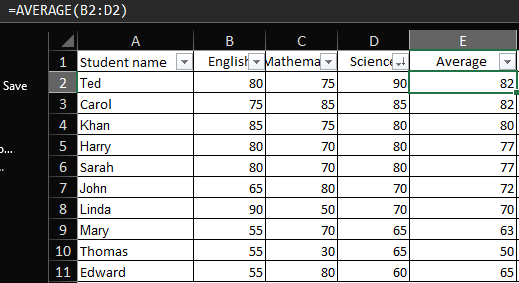 =AVERAGE(B2:D2)
A B C D E
1 Student name English Mathema Science Average
Save 2 Ted 80 75 90 82
3 Carol 75 85 85 82
4 Khan 85 75 80 80
5 Harry 80 70 80 77
6 Sarah 80 70 80 77
7 John 65 80 70 72
8 Linda 90 50 70 70
9 Mary 55 70 65 63
10 Thomas 55 30 65 50
11 Edward 55 80 60 65